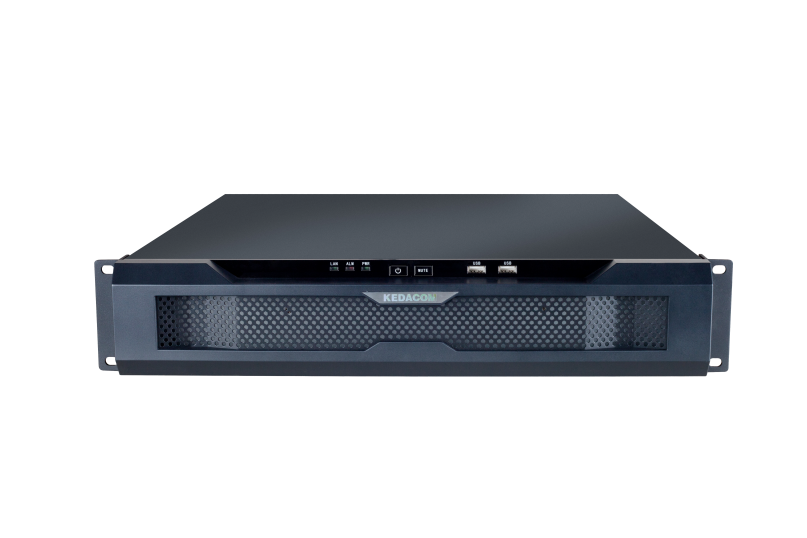 LAN ALM PWR
MUTE
USB USB
KEDACOM